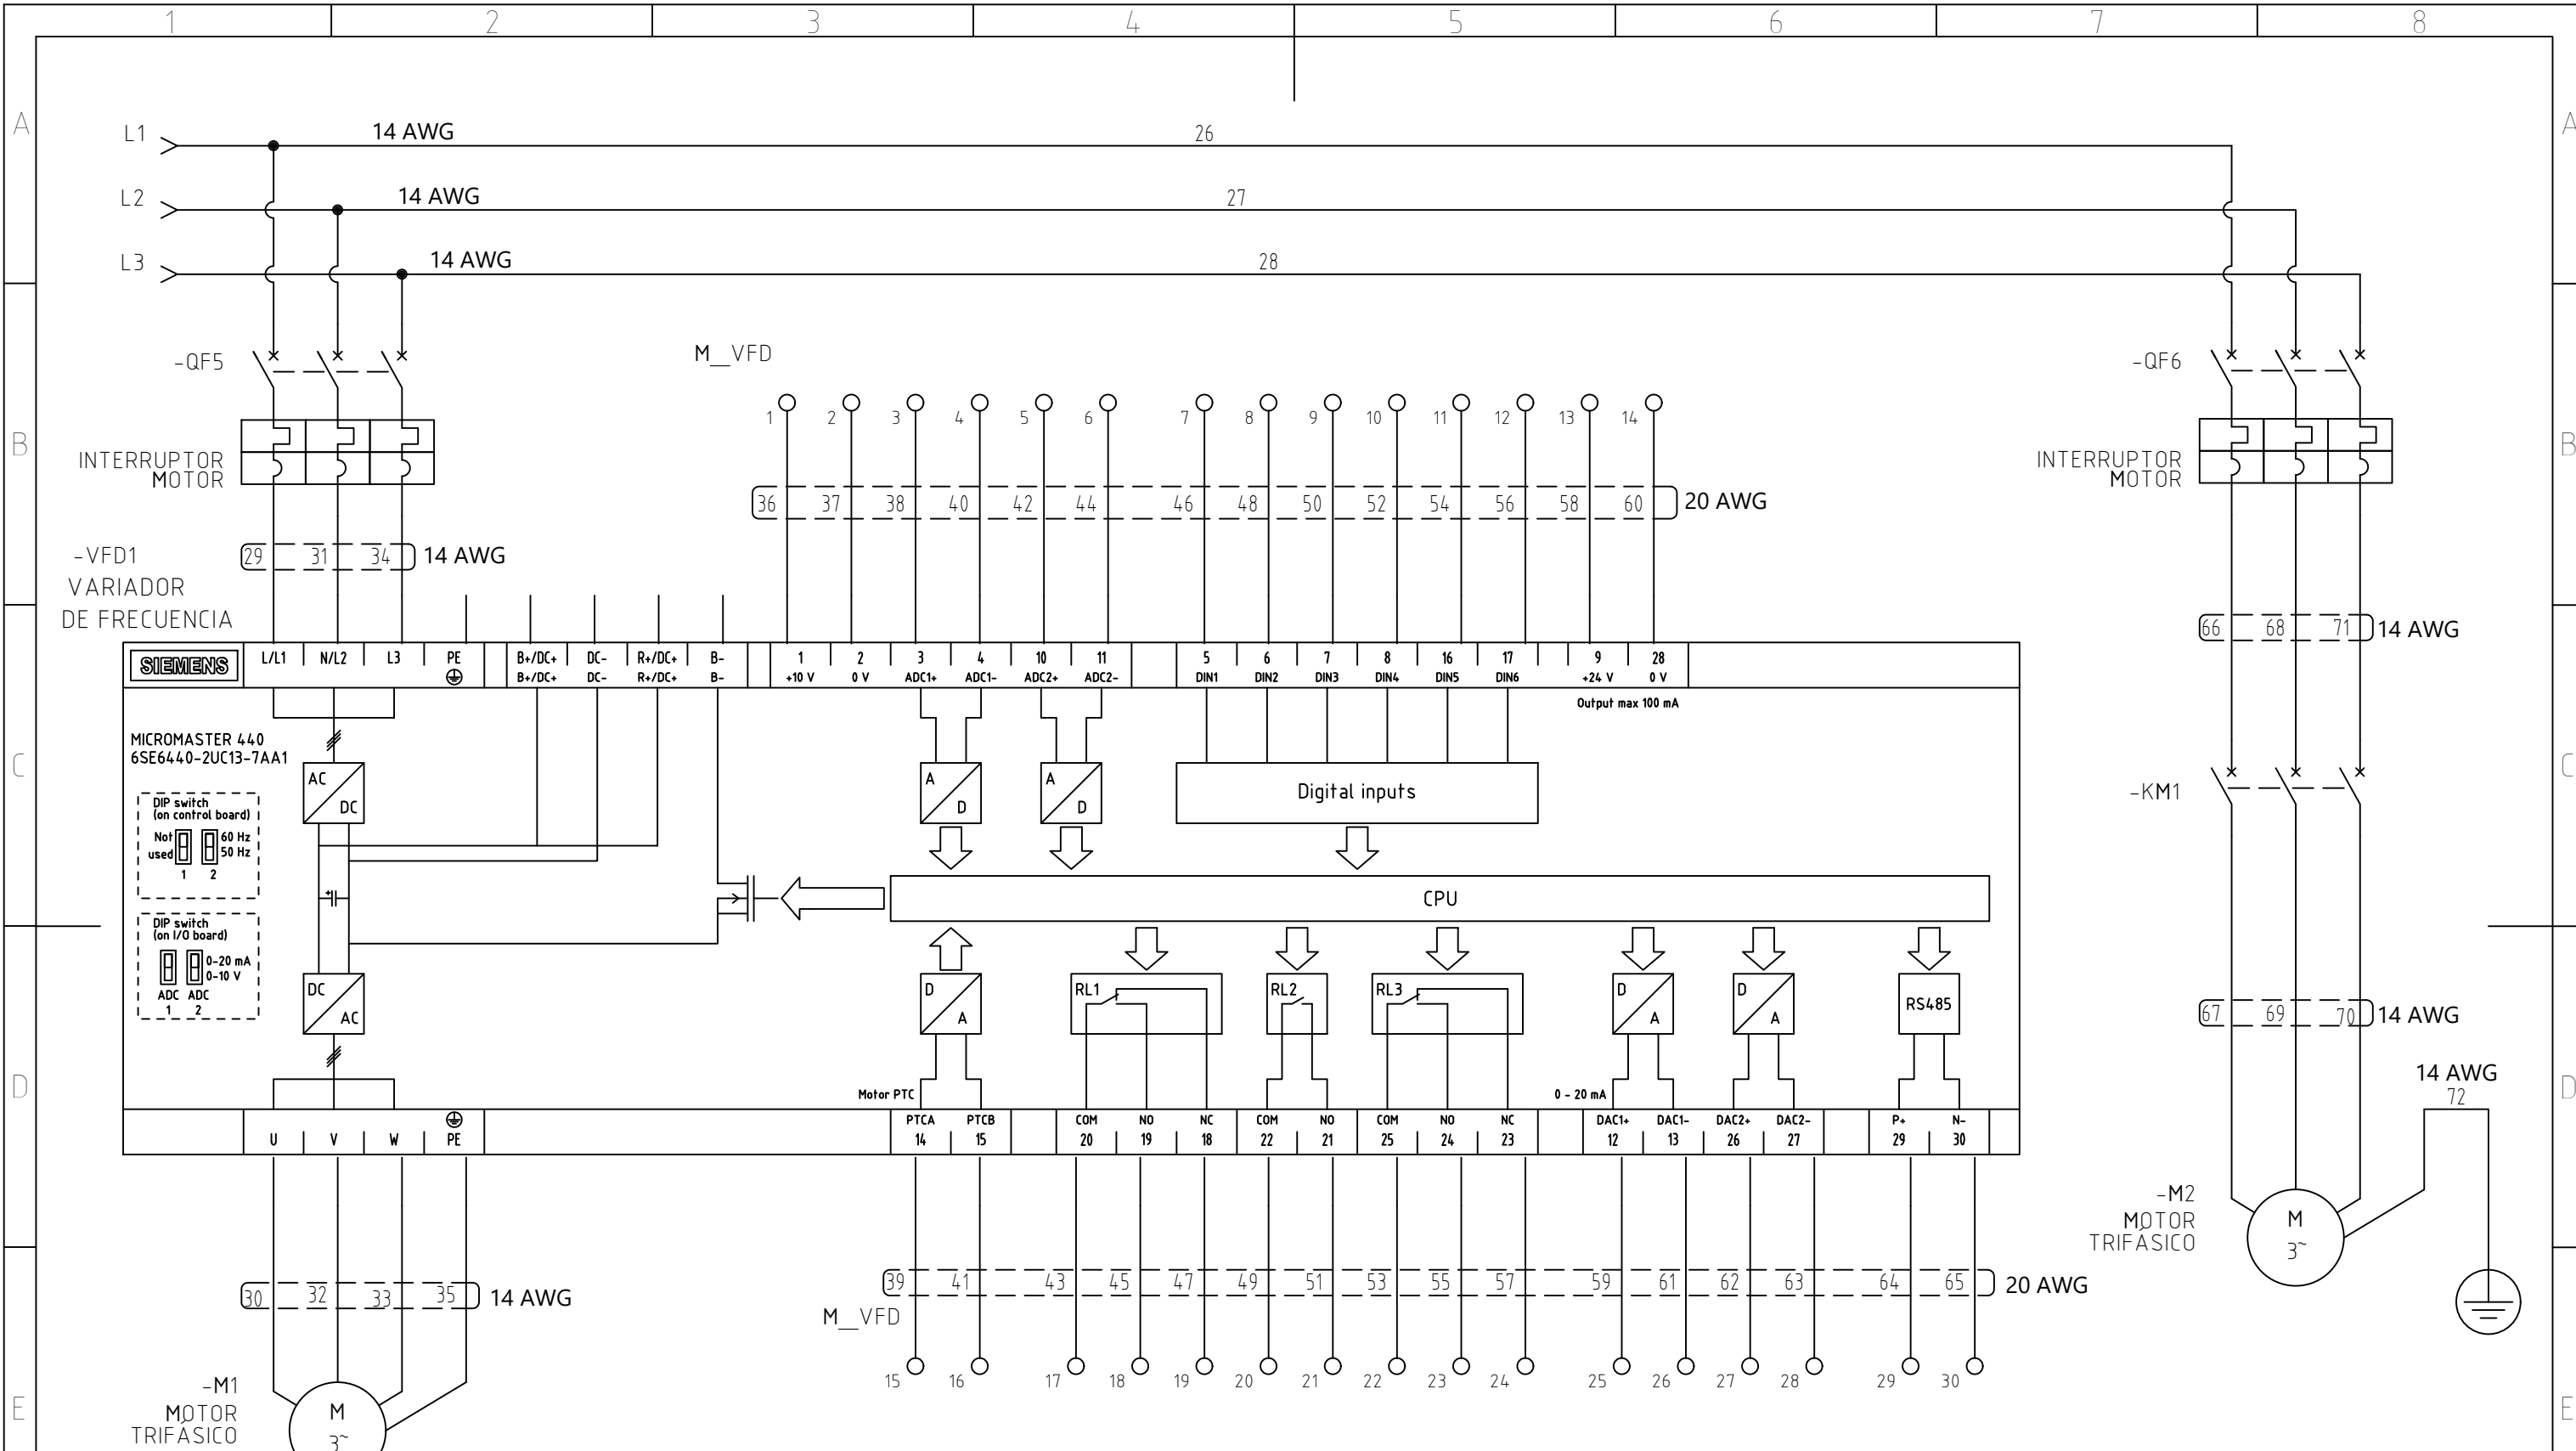 1 2 3 4 5 6 7 8
A A
L1 14 AWG 26
L2 14 AWG 27
L3 14 AWG 28
-QF5 M_VFD -QF6
1 2 3 4 5 6 7 8 9 10 11 12 13 14
B B
INTERRUPTOR
MOTOR
INTERRUPTOR
MOTOR
36 37 38 40 42 44 46 48 50 52 54 56 58 60 20 AWG
-VFD1
VARIADOR
DE FRECUENCIA
29 31 34 14 AWG
66 68 71 14 AWG
SIEMENS L/L1 N/L2 L3 PE B+/DC+ DC- R+/DC+ B- 1 2 3 4 10 11 5 6 7 8 16 17 9 28
B+/DC+ DC- R+/DC+ B- +10 V 0 V ADC1+ ADC1- ADC2+ ADC2- DIN1 DIN2 DIN3 DIN4 DIN5 DIN6 +24 V 0 V
Output max 100 mA
MICROMASTER 440
6SE6440-2UC13-7AA1
C C
AC
DC
A
D
A
D
Digital inputs
-KM1
DIP switch
(on control board)
Not 60 Hz
used 50 Hz
1 2
CPU
DIP switch
(on I/O board)
0-20 mA
0-10 V
ADC ADC
1 2
DC
AC
D
A
RL1 RL2 RL3
D
A
D
A
RS485
67 69 70 14 AWG
D D
14 AWG
72
Motor PTC 0 - 20 mA
PTCA PTCB COM NO NC COM NO COM NO NC DAC1+ DAC1- DAC2+ DAC2- P+ N-
U V W PE 14 15 20 19 18 22 21 25 24 23 12 13 26 27 29 30
-M2
MOTOR
TRIFÁSICO
M
3~
30 32 33 35 14 AWG
39 41 43 45 47 49 51 53 55 57 59 61 62 63 64 65 20 AWG
M_VFD
15 16 17 18 19 20 21 22 23 24 25 26 27 28 29 30
E E
-M1
MOTOR
TRIFÁSICO
M
3~